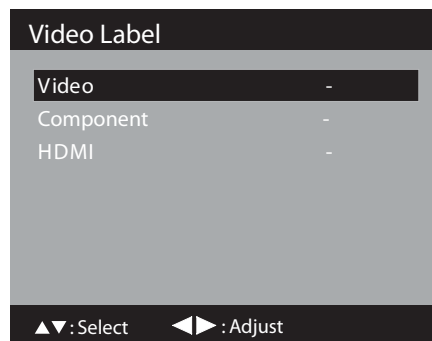 Video Label
Video -
Component -
HDMI -
▲▼: Select ◀▶: Adjust